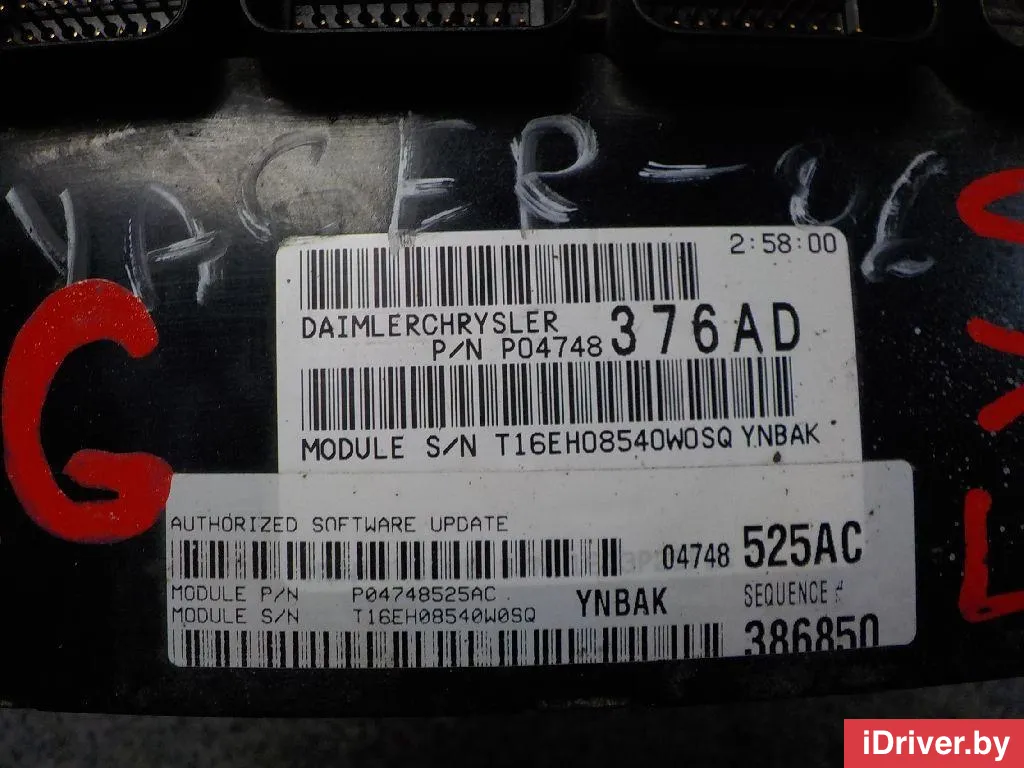 YAGER-06
2:58:00
DAIMLERCHRYSLER
P/N P04748 376AD
MODULE S/N T16EH08540W0SQ YNBAK
G
AUTHORIZED SOFTWARE UPDATE
04748 525AC
MODULE P/N P04748525AC
MODULE S/N T16EH08540W0SQ
YNBAK
SEQUENCE #
386850
iDriver.by